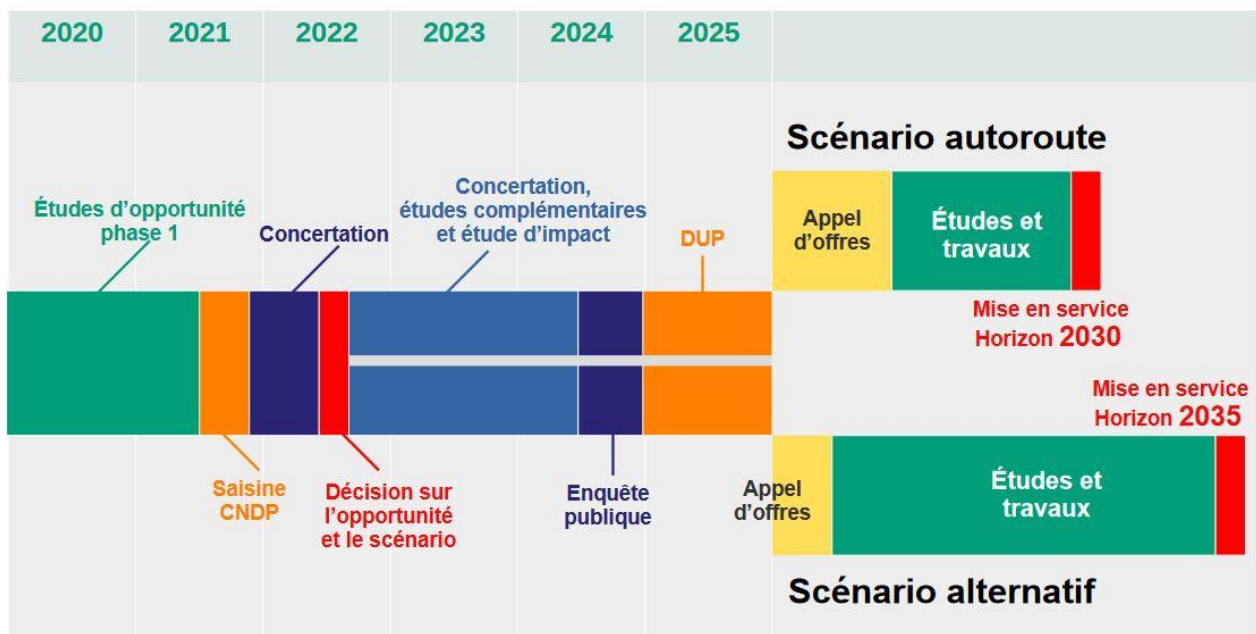 2020 2021 2022 2023 2024 2025
Scénario autoroute
Études d'opportunité
phase 1
Concertation
Concertation,
études complémentaires
et étude d'impact
DUP
Appel
d'offres
Études et
travaux
Mise en service
Horizon 2030
Mise en service
Horizon 2035
Saisine
CNDP
Décision sur
l'opportunité
et le scénario
Enquête
publique
Appel
d'offres
Études et
travaux
Scénario alternatif